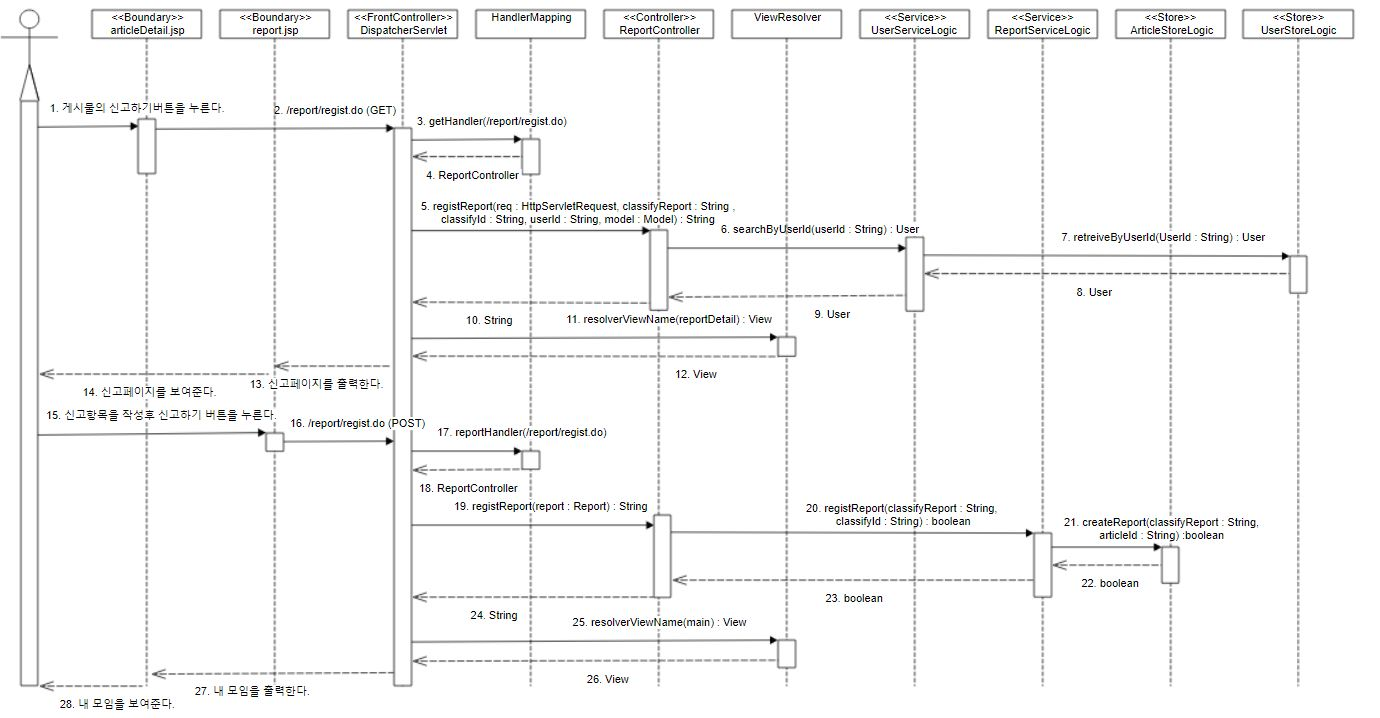 <<Boundary>>
articleDetail.jsp
<<Boundary>>
report.jsp
<<FrontController>>
DispatcherServlet
HandlerMapping
<<Controller>>
ReportController
ViewResolver
<<Service>>
UserServiceLogic
<<Service>>
ReportServiceLogic
<<Store>>
ArticleStoreLogic
<<Store>>
UserStoreLogic
1. 게시물의 신고하기버튼을 누른다.
2. /report/regist.do (GET)
3. getHandler(/report/regist.do)
4. ReportController
5. registReport(req : HttpServletRequest, classifyReport : String ,
classifyId : String, userId : String, model : Model) : String
6. searchByUserId(userId : String) : User
7. retreiveByUserId(UserId : String) : User
8. User
9. User
10. String
11. resolverViewName(reportDetail) : View
12. View
13. 신고페이지를 출력한다.
14. 신고페이지를 보여준다.
15. 신고항목을 작성후 신고하기 버튼을 누른다.
16. /report/regist.do (POST)
17. reportHandler(/report/regist.do)
18. ReportController
19. registReport(report : Report) : String
20. registReport(classifyReport : String,
classifyId : String) : boolean
21. createReport(classifyReport : String,
articleId : String) :boolean
22. boolean
23. boolean
24. String
25. resolverViewName(main) : View
26. View
27. 내 모임을 출력한다.
28. 내 모임을 보여준다.